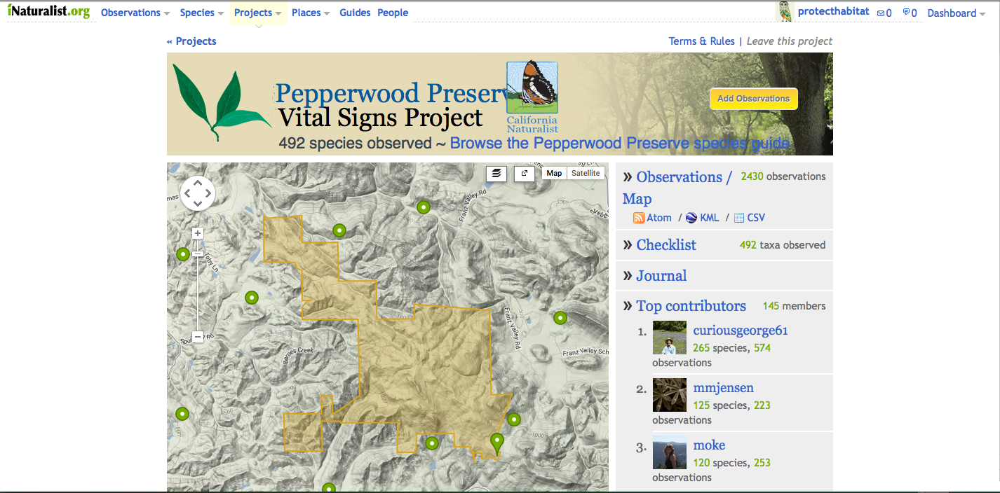 iNaturalist.org Observations Species Projects Places Guides People protecthabitat 0 0 Dashboard
« Projects Terms & Rules | Leave this project
Pepperwood Preserv
Vital Signs Project
California
Naturalist
Add Observations
492 species observed ~ Browse the Pepperwood Preserve species guide
Map Satellite
Franz Valley Rd
Toby Ln
Barnes Creek
Franz Valley Rd
Franz Valley Sch
» Observations / 2430 observations
Map
Atom / KML / CSV
» Checklist 492 taxa observed
» Journal
» Top contributors 145 members
1. curiousgeorge61
265 species, 574
observations
2. mmjensen
125 species, 223
observations
3. moke
120 species, 253
observations